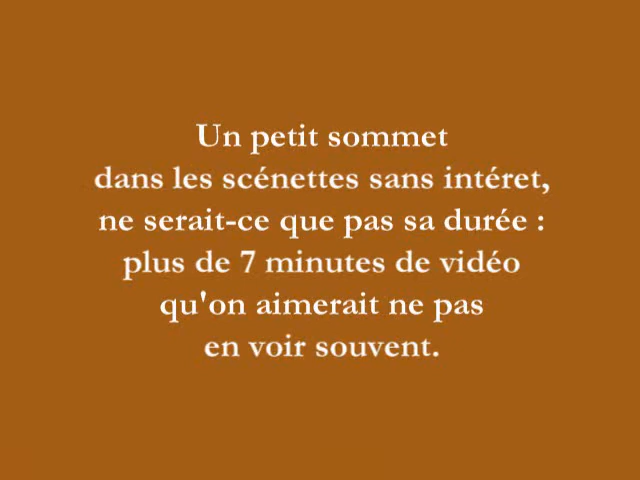 Un petit sommet
dans les scénettes sans intéret,
ne serait-ce que pas sa durée :
plus de 7 minutes de vidéo
qu'on aimerait ne pas
en voir souvent.